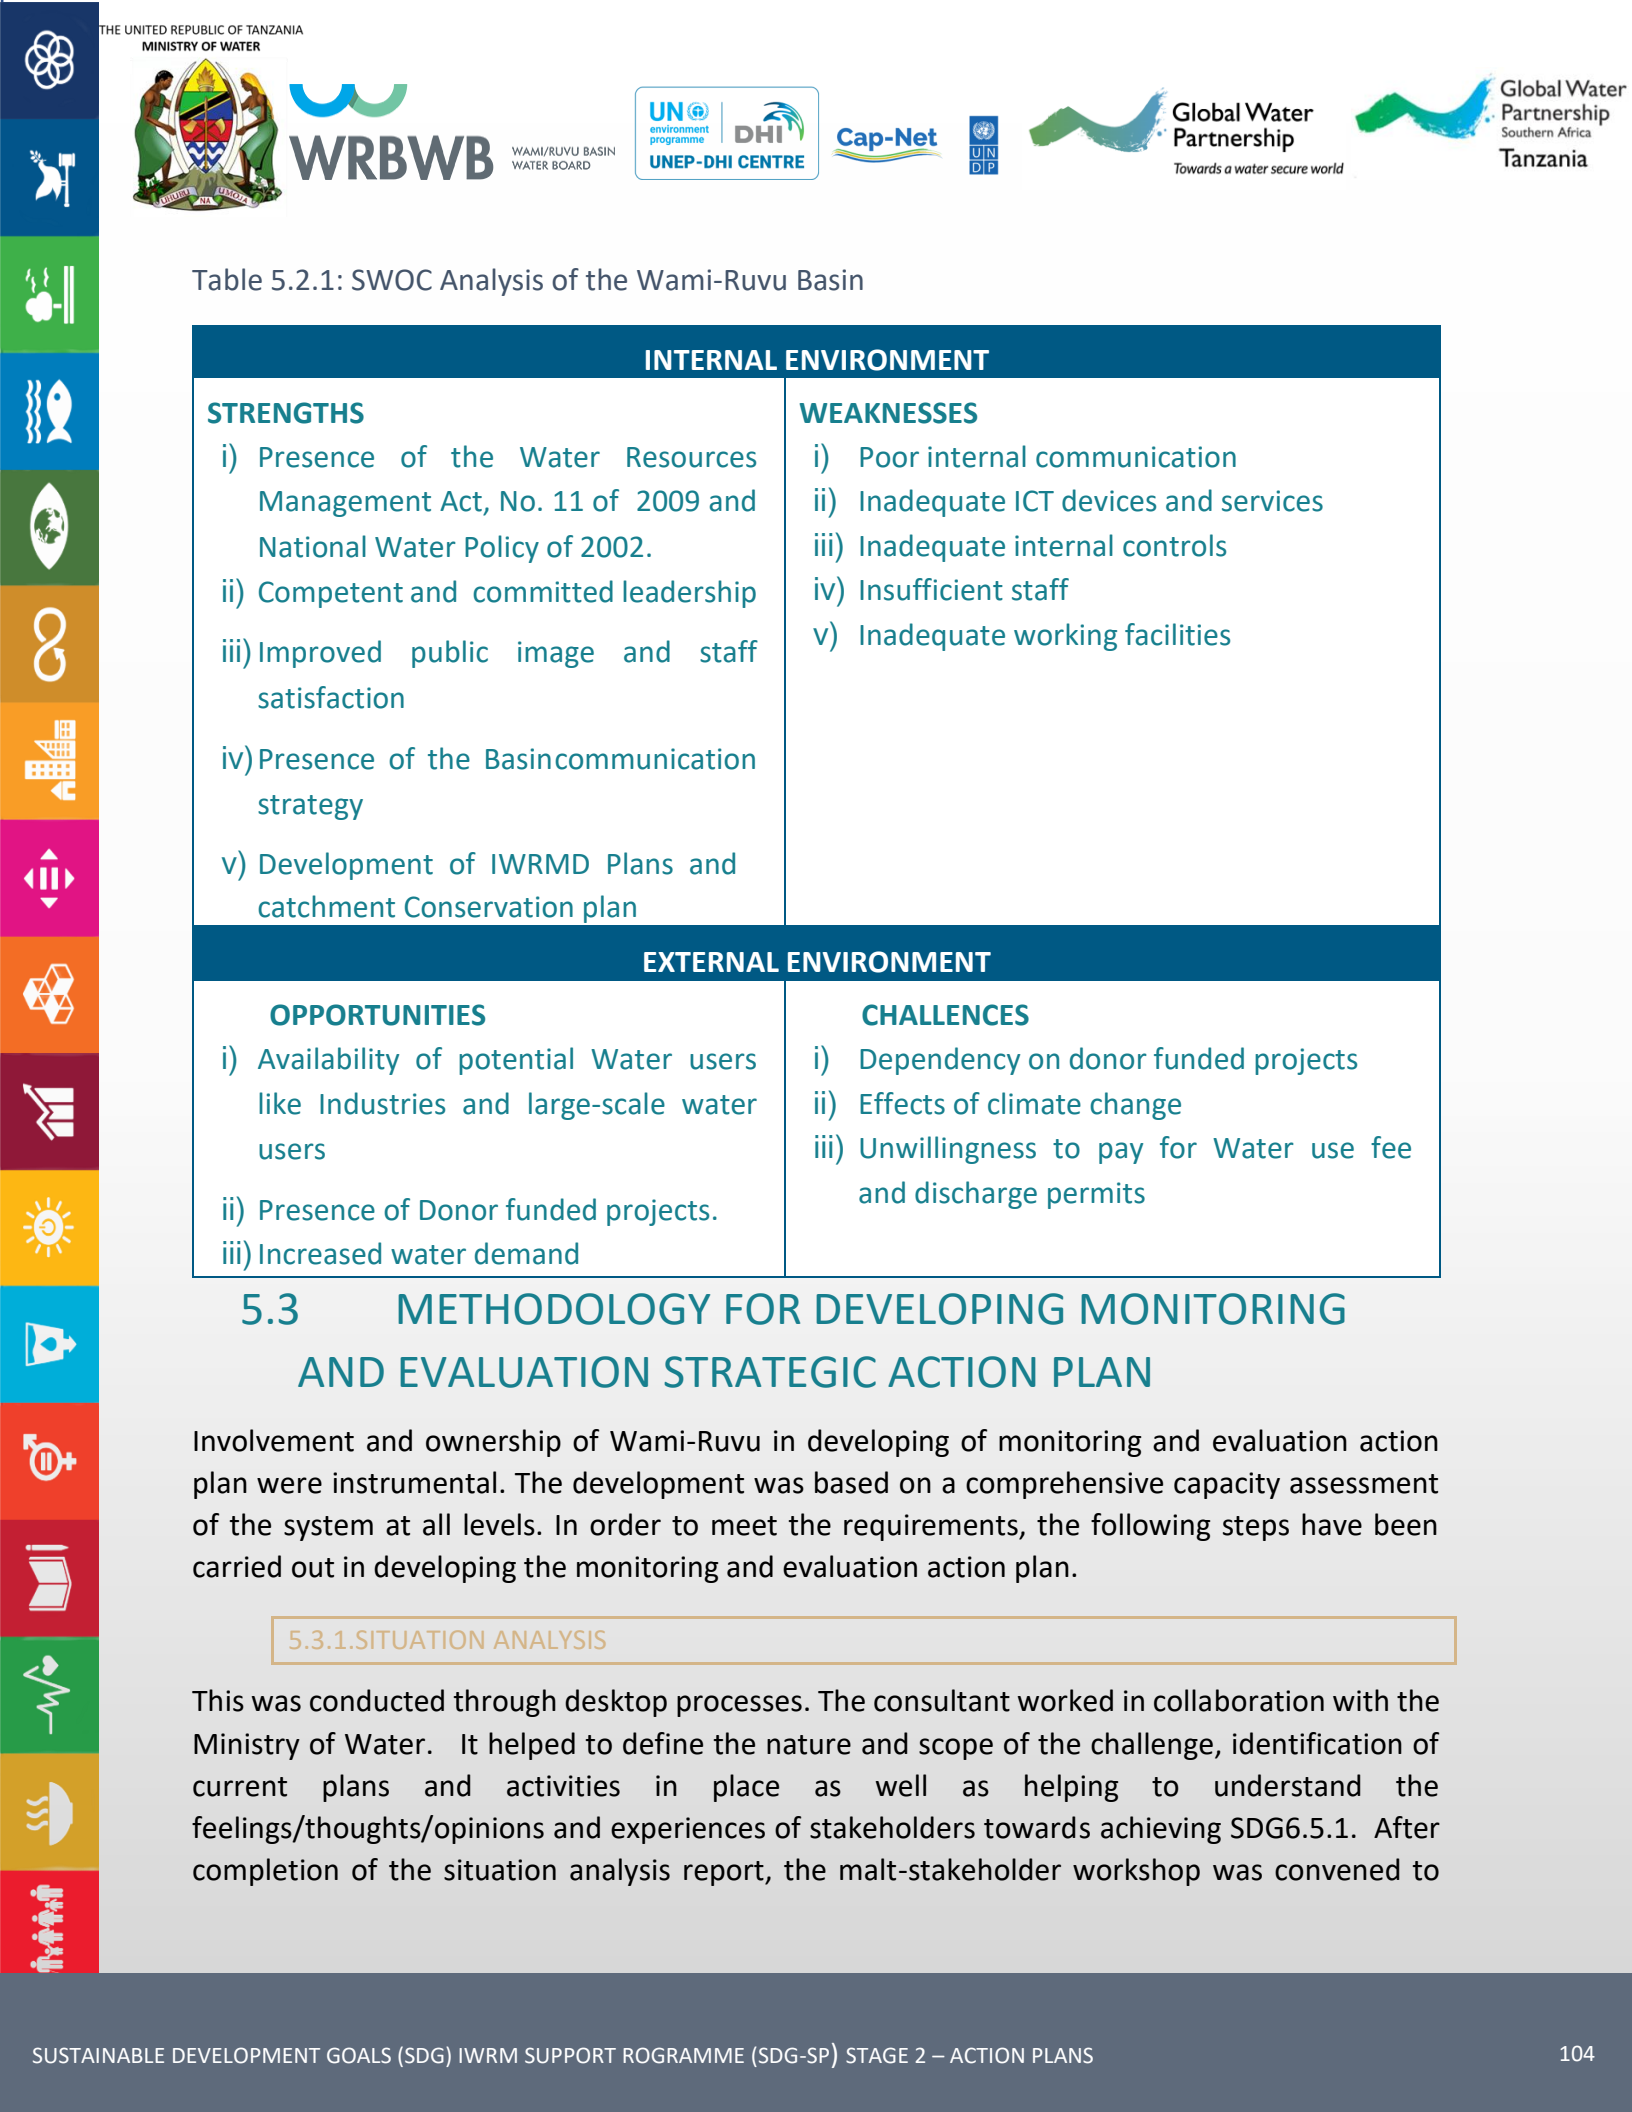 THE UNITED REPUBLIC OF TANZANIA
MINISTRY OF WATER
UHURU NA UMOJA
WRBWB
WAMI/RUVU BASIN
WATER BOARD
UN
environment
programme
DHI
UNEP-DHI CENTRE
Cap-Net
UN
DP
Global Water
Partnership
Towards a water secure world
Global Water
Partnership
Southern Africa
Tanzania
Table 5.2.1: SWOC Analysis of the Wami-Ruvu Basin
INTERNAL ENVIRONMENT
STRENGTHS
i) Presence of the Water Resources
Management Act, No. 11 of 2009 and
National Water Policy of 2002.
ii) Competent and committed leadership
iii) Improved public image and staff
satisfaction
iv) Presence of the Basincommunication
strategy
v) Development of IWRMD Plans and
catchment Conservation plan
WEAKNESSES
i) Poor internal communication
ii) Inadequate ICT devices and services
iii) Inadequate internal controls
iv) Insufficient staff
v) Inadequate working facilities
EXTERNAL ENVIRONMENT
OPPORTUNITIES
i) Availability of potential Water users
like Industries and large-scale water
users
ii) Presence of Donor funded projects.
iii) Increased water demand
CHALLENCES
i) Dependency on donor funded projects
ii) Effects of climate change
iii) Unwillingness to pay for Water use fee
and discharge permits
5.3 METHODOLOGY FOR DEVELOPING MONITORING
AND EVALUATION STRATEGIC ACTION PLAN
Involvement and ownership of Wami-Ruvu in developing of monitoring and evaluation action
plan were instrumental. The development was based on a comprehensive capacity assessment
of the system at all levels. In order to meet the requirements, the following steps have been
carried out in developing the monitoring and evaluation action plan.
5.3.1.SITUATION ANALYSIS
This was conducted through desktop processes. The consultant worked in collaboration with the
Ministry of Water. It helped to define the nature and scope of the challenge, identification of
current plans and activities in place as well as helping to understand the
feelings/thoughts/opinions and experiences of stakeholders towards achieving SDG6.5.1. After
completion of the situation analysis report, the malt-stakeholder workshop was convened to
SUSTAINABLE DEVELOPMENT GOALS (SDG) IWRM SUPPORT ROGRAMME (SDG-SP) STAGE 2 – ACTION PLANS
104